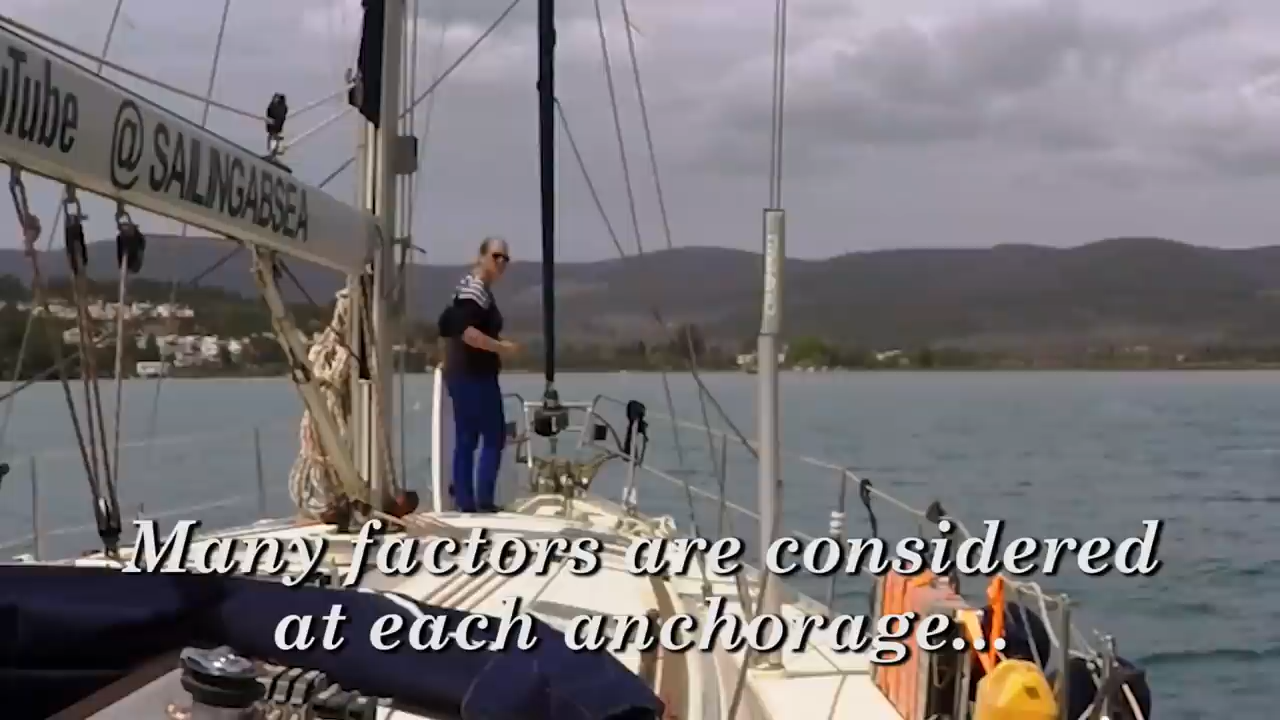 uTube @SAILINGABSEA
Many factors are considered
at each anchorage...